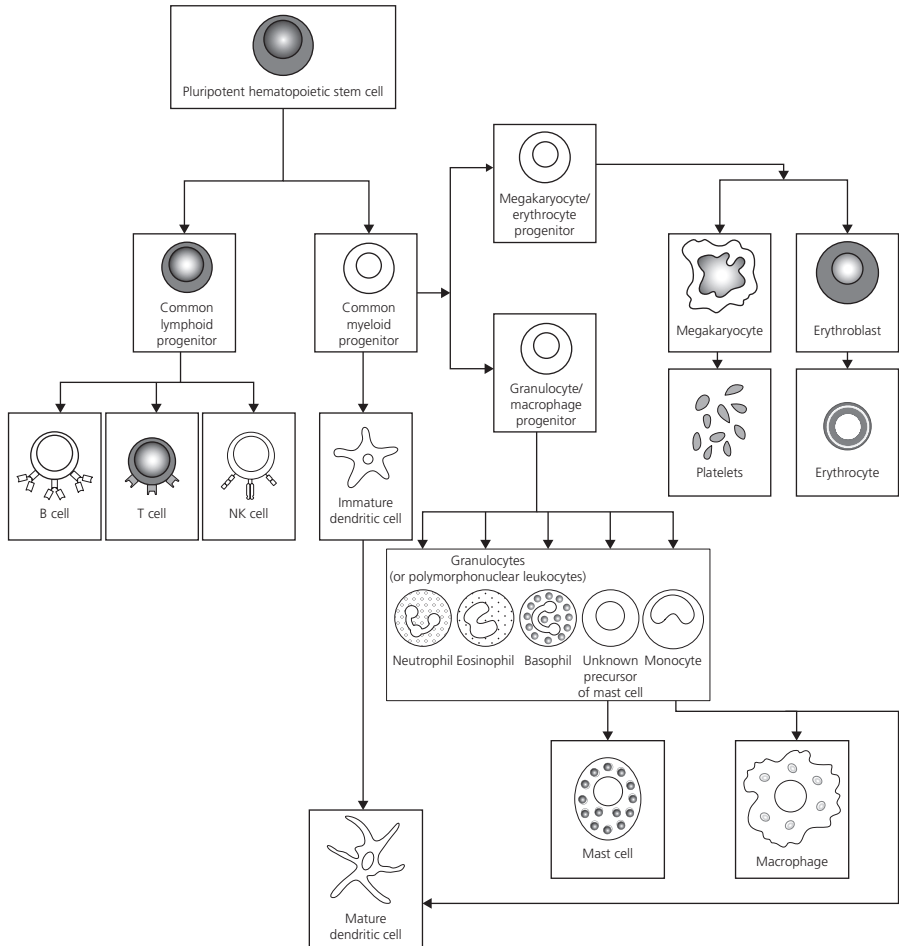 Pluripotent hematopoietic stem cell
Megakaryocyte/
erythrocyte
progenitor
Common
lymphoid
progenitor
Common
myeloid
progenitor
Megakaryocyte
Erythroblast
Granulocyte/
macrophage
progenitor
Platelets
Erythrocyte
B cell
T cell
NK cell
Immature
dendritic cell
Granulocytes
(or polymorphonuclear leukocytes)
Neutrophil
Eosinophil
Basophil
Unknown
precursor
of mast cell
Monocyte
Mast cell
Macrophage
Mature
dendritic cell